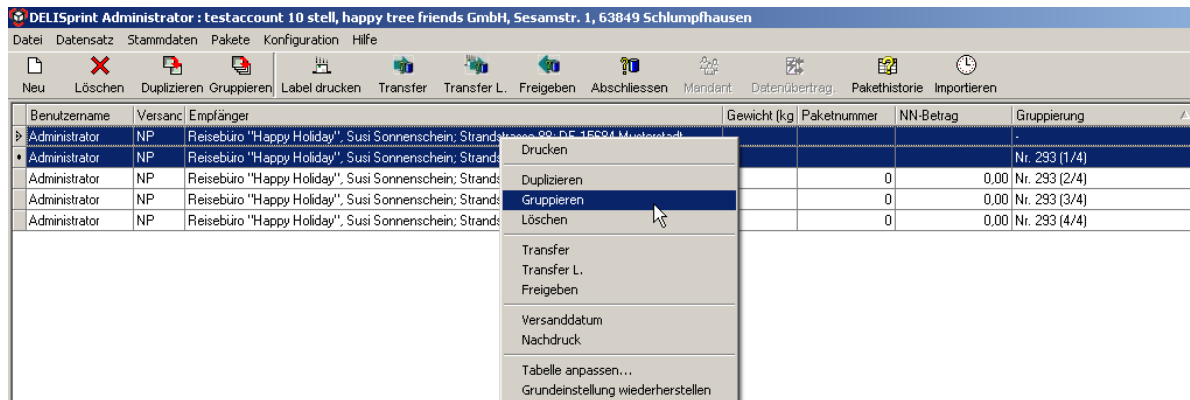 DELISprint Administrator : testaccount 10 stell, happy tree friends GmbH, Sesamstr. 1, 63849 Schlumpfhausen
Datei Datensatz Stammdaten Pakete Konfiguration Hilfe
Neu Löschen Duplizieren Gruppieren Label drucken Transfer Transfer L. Freigeben Abschliessen Mandant Datenübertrag. Pakethistorie Importieren
Benutzername Versanc Empfänger Gewicht (kg Paketnummer NN-Betrag Gruppierung
Administrator NP Reisebüro "Happy Holiday", Susi Sonnenschein; Strandstrasse 88; DE-15684 Musterstadt -
Administrator NP Reisebüro "Happy Holiday", Susi Sonnenschein; Strands Nr. 293 (1/4)
Administrator NP Reisebüro "Happy Holiday", Susi Sonnenschein; Strands 0 0,00 Nr. 293 (2/4)
Administrator NP Reisebüro "Happy Holiday", Susi Sonnenschein; Strands 0 0,00 Nr. 293 (3/4)
Administrator NP Reisebüro "Happy Holiday", Susi Sonnenschein; Strands 0 0,00 Nr. 293 (4/4)
Drucken
Duplizieren
Gruppieren
Löschen
Transfer
Transfer L.
Freigeben
Versanddatum
Nachdruck
Tabelle anpassen...
Grundeinstellung wiederherstellen